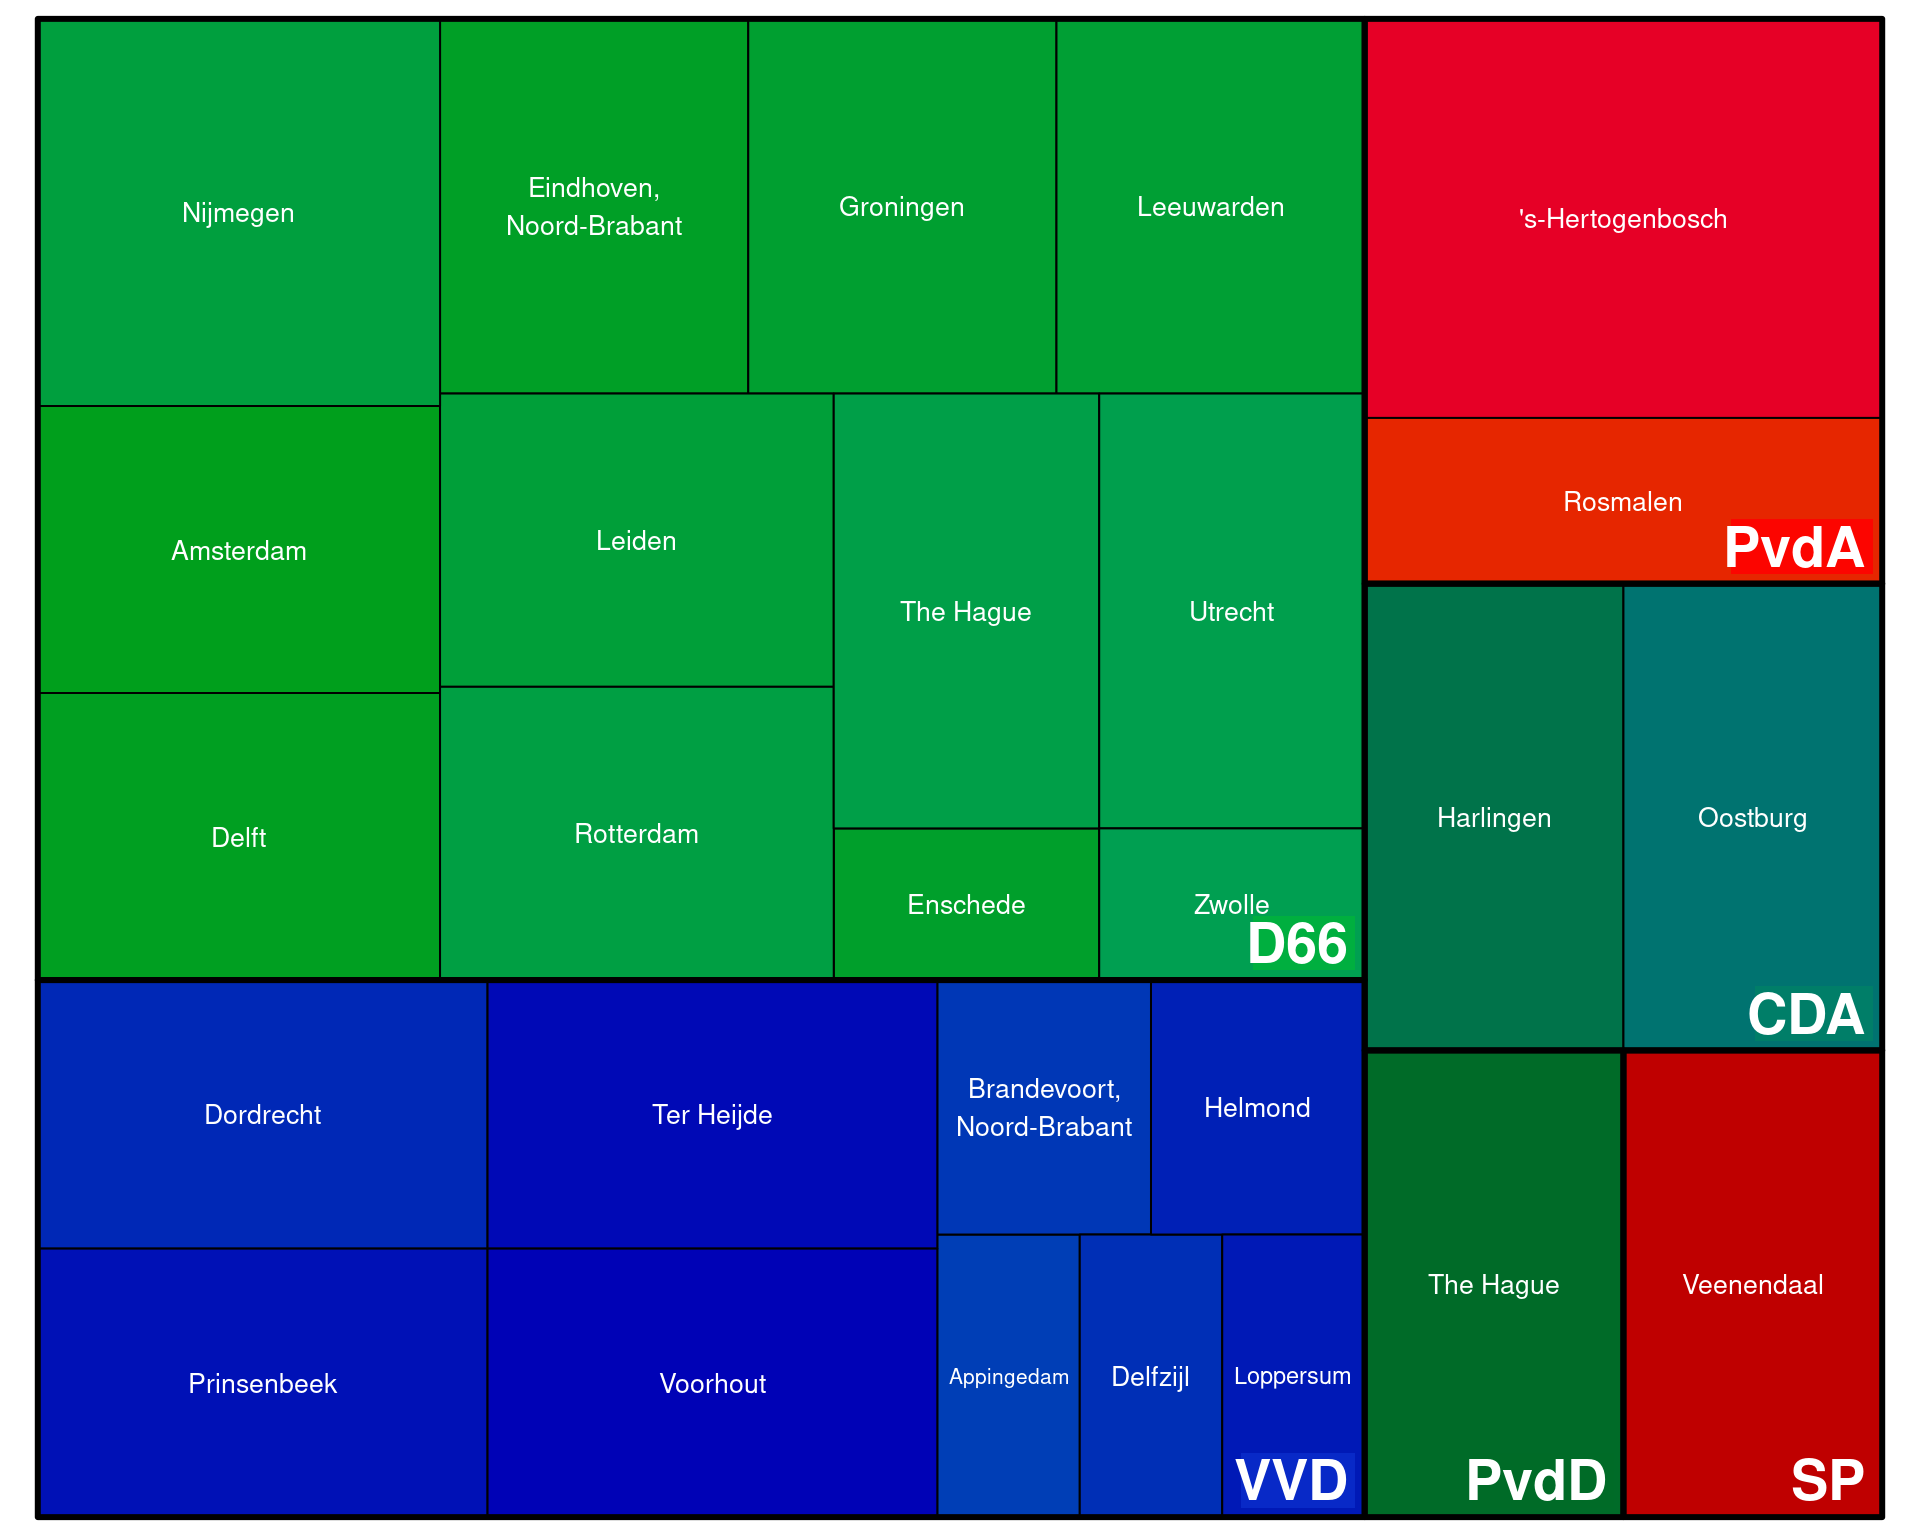 Nijmegen
Eindhoven,
Noord-Brabant
Groningen
Leeuwarden
Amsterdam
Leiden
The Hague
Utrecht
Delft
Rotterdam
Enschede
Zwolle
D66
's-Hertogenbosch
Rosmalen
PvdA
Harlingen
Oostburg
CDA
Dordrecht
Ter Heijde
Brandevoort,
Noord-Brabant
Helmond
Prinsenbeek
Voorhout
Appingedam
Delfzijl
Loppersum
VVD
The Hague
PvdD
Veenendaal
SP